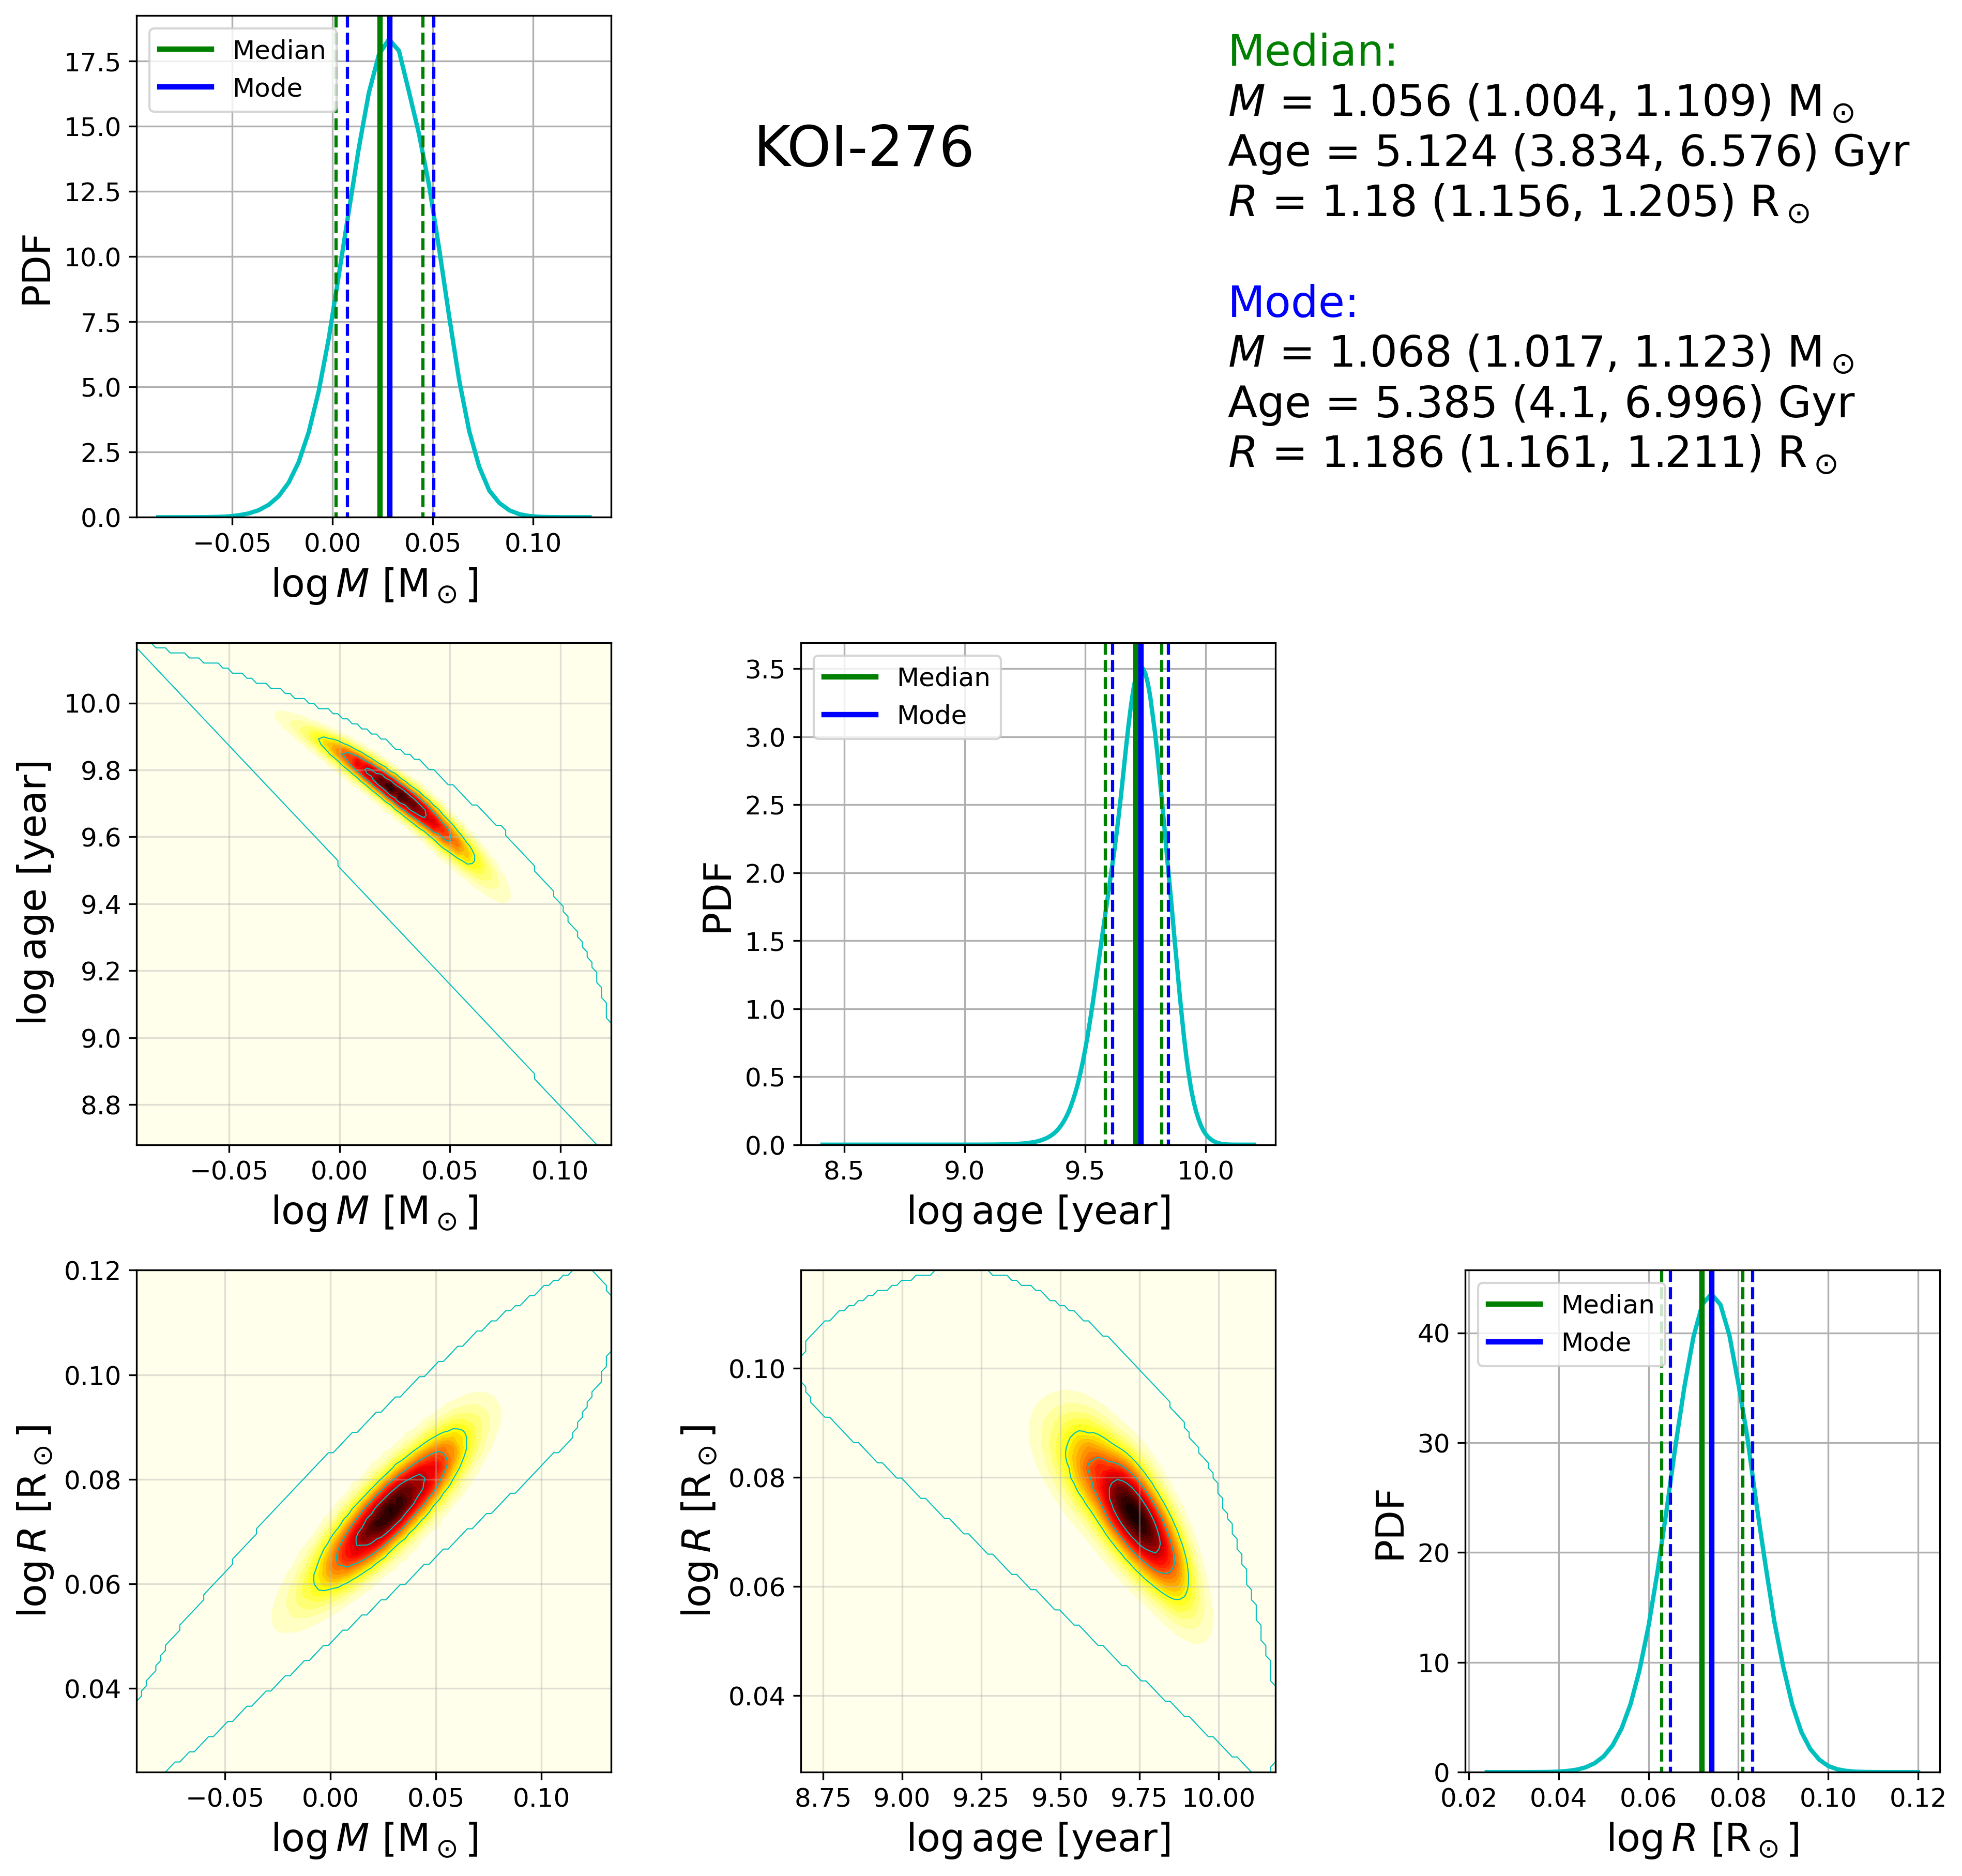 Median
Mode
17.5
15.0
12.5
10.0
7.5
5.0
2.5
0.0
PDF
−0.05 0.00 0.05 0.10
log M [M⊙]
KOI-276
Median:
M = 1.056 (1.004, 1.109) M⊙
Age = 5.124 (3.834, 6.576) Gyr
R = 1.18 (1.156, 1.205) R⊙
Mode:
M = 1.068 (1.017, 1.123) M⊙
Age = 5.385 (4.1, 6.996) Gyr
R = 1.186 (1.161, 1.211) R⊙
10.0
9.8
9.6
9.4
9.2
9.0
8.8
log age [year]
−0.05 0.00 0.05 0.10
log M [M⊙]
Median
Mode
3.5
3.0
2.5
2.0
1.5
1.0
0.5
0.0
PDF
8.5 9.0 9.5 10.0
log age [year]
0.12
0.10
0.08
0.06
0.04
log R [R⊙]
−0.05 0.00 0.05 0.10
log M [M⊙]
0.10
0.08
0.06
0.04
log R [R⊙]
8.75 9.00 9.25 9.50 9.75 10.00
log age [year]
Median
Mode
40
30
20
10
0
PDF
0.02 0.04 0.06 0.08 0.10 0.12
log R [R⊙]